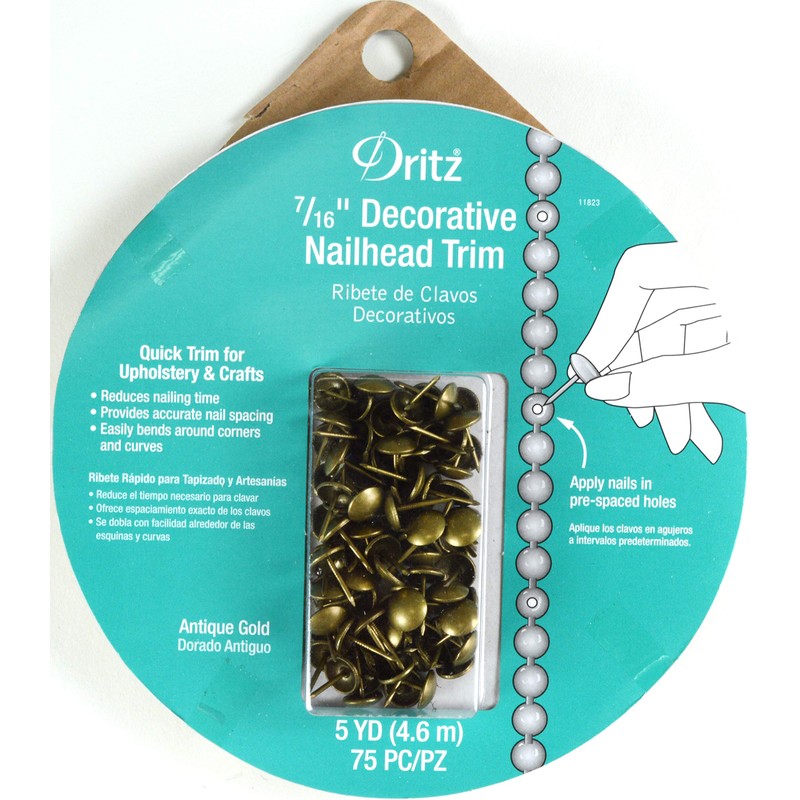 Dritz®
7/16" Decorative
Nailhead Trim
Ribete de Clavos
Decorativos
11823
Quick Trim for
Upholstery & Crafts
• Reduces nailing time
• Provides accurate nail spacing
• Easily bends around corners
and curves
Ribete Rápido para Tapizado y Artesanías
• Reduce el tiempo necesario para clavar
• Ofrece espaciamiento exacto de los clavos
• Se dobla con facilidad alrededor de las
esquinas y curvas
Apply nails in
pre-spaced holes
Aplique los clavos en agujeros
a intervalos predeterminados.
Antique Gold
Dorado Antiguo
5 YD (4.6 m)
75 PC/PZ